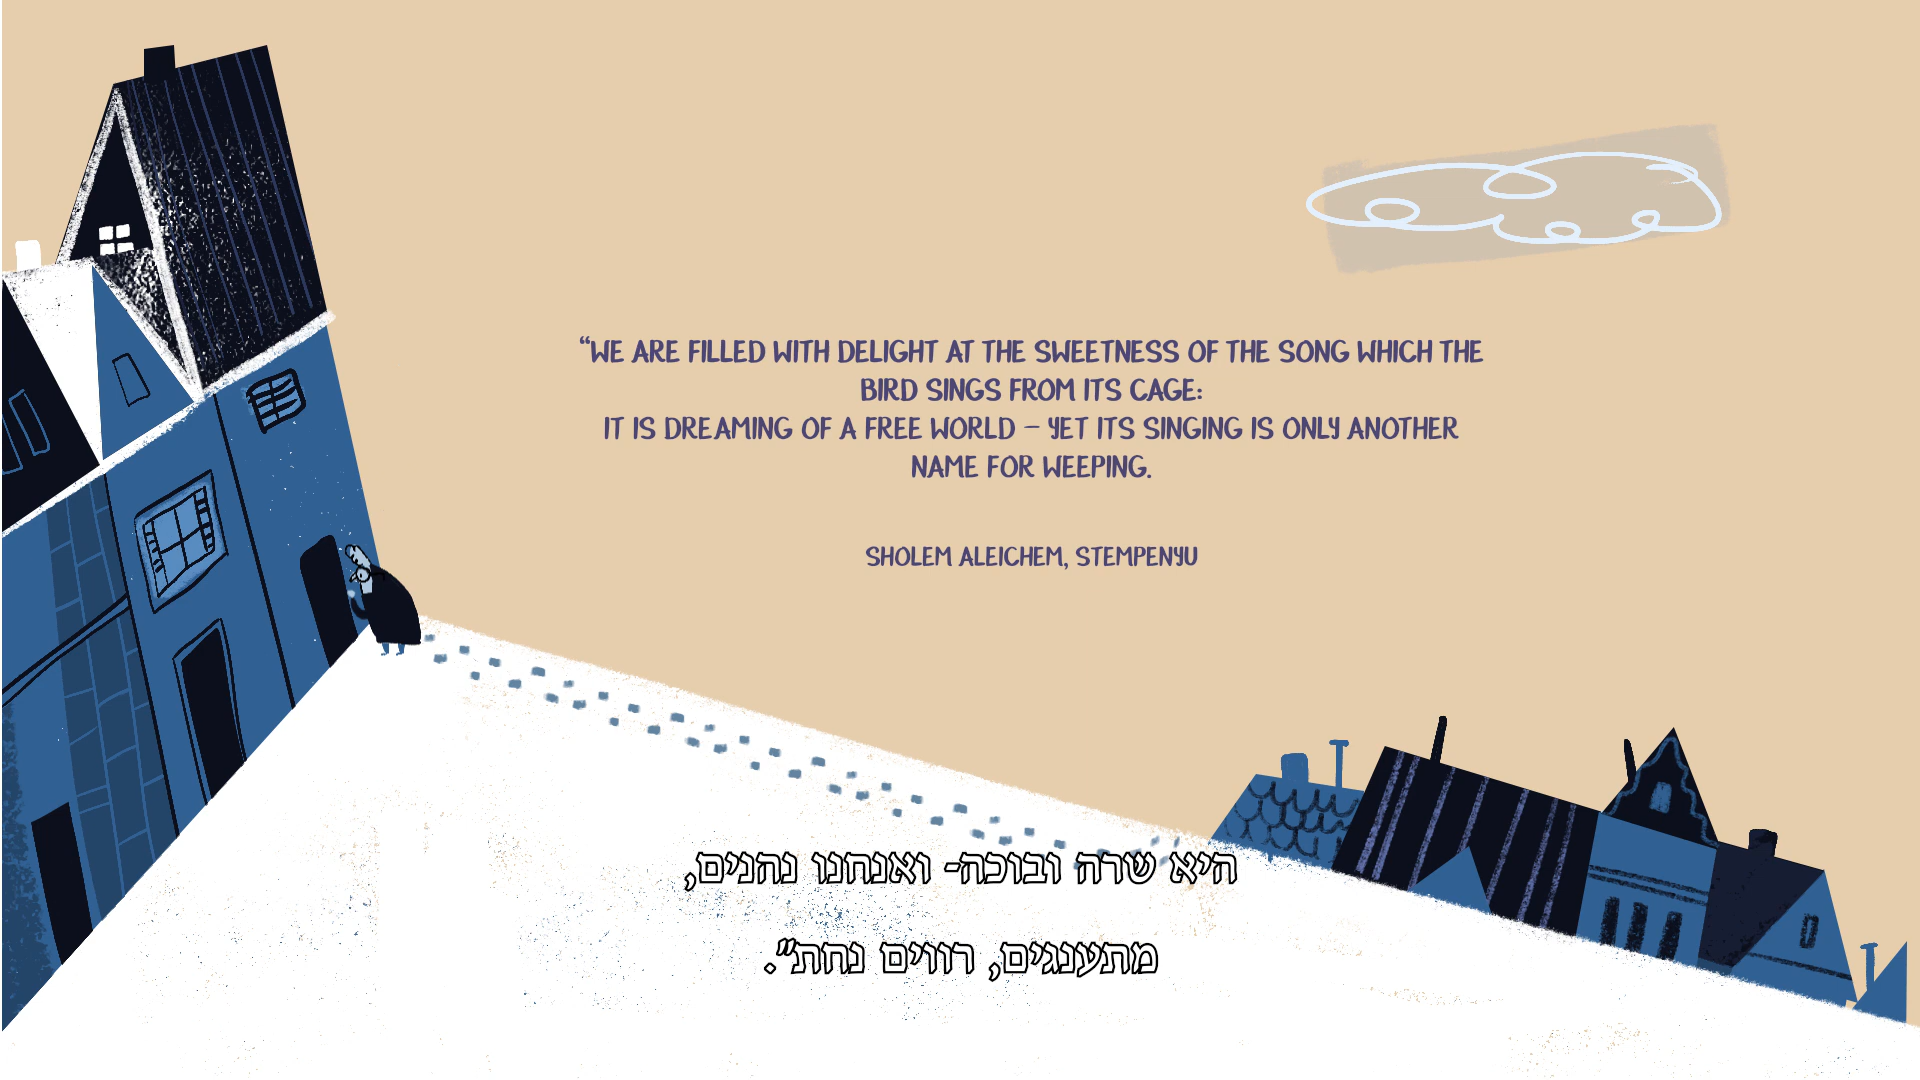 “WE ARE FILLED WITH DELIGHT AT THE SWEETNESS OF THE SONG WHICH THE
BIRD SINGS FROM ITS CAGE:
IT IS DREAMING OF A FREE WORLD – YET ITS SINGING IS ONLY ANOTHER
NAME FOR WEEPING.
SHOLEM ALEICHEM, STEMPENYU
היא שרה ובוכה- ואנחנו נהנים,
מתענגים, רווים נחת".